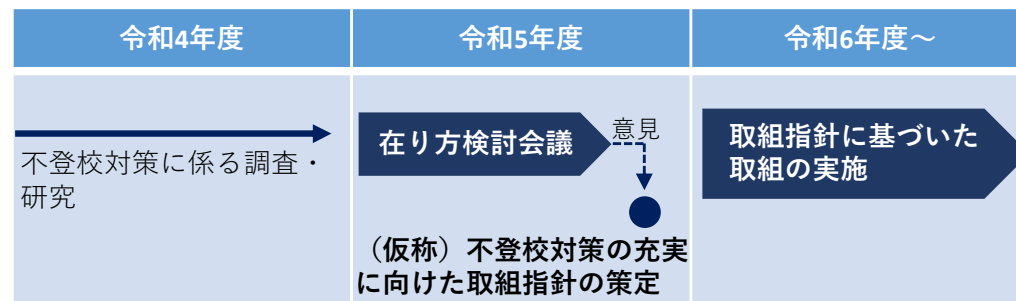 令和4年度
令和5年度
令和6年度～
不登校対策に係る調査・
研究
在り方検討会議
意見
（仮称）不登校対策の充実
に向けた取組指針の策定
取組指針に基づいた
取組の実施